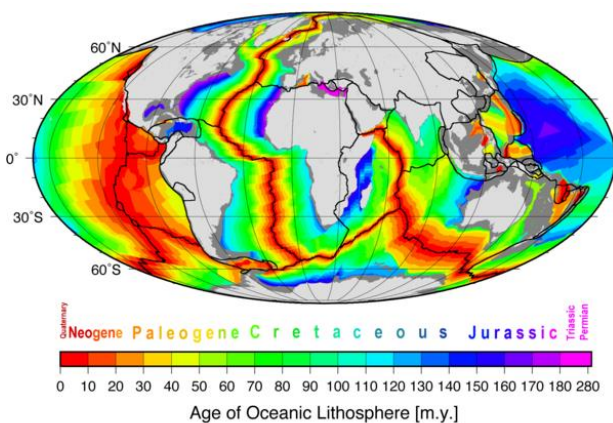 60˚N
30˚N
0˚
30˚S
60˚S
Quaternary Neogene Paleogene Cretaceous Jurassic Triassic Permian
0 10 20 30 40 50 60 70 80 90 100 110 120 130 140 150 160 170 180 281
Age of Oceanic Lithosphere [m.y.]